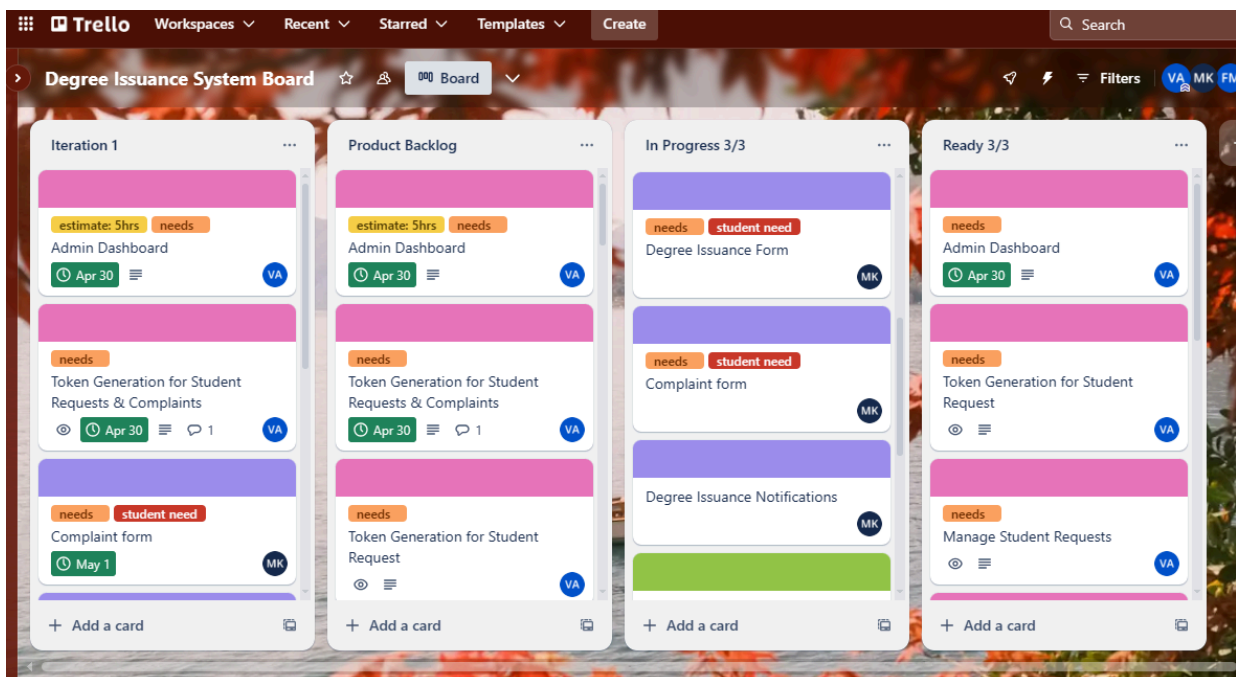 Trello Workspaces Recent Starred Templates Create Search
Degree Issuance System Board Board Filters VA MK FM
Iteration 1
estimate: 5hrs needs
Admin Dashboard
Apr 30 VA
needs
Token Generation for Student
Requests & Complaints
Apr 30 1 VA
needs student need
Complaint form
May 1 MK
+ Add a card
Product Backlog
estimate: 5hrs needs
Admin Dashboard
Apr 30 VA
needs
Token Generation for Student
Requests & Complaints
Apr 30 1 VA
needs
Token Generation for Student
Request
VA
+ Add a card
In Progress 3/3
needs student need
Degree Issuance Form
MK
needs student need
Complaint form
MK
Degree Issuance Notifications
MK
+ Add a card
Ready 3/3
needs
Admin Dashboard
Apr 30 VA
needs
Token Generation for Student
Request
VA
needs
Manage Student Requests
VA
+ Add a card